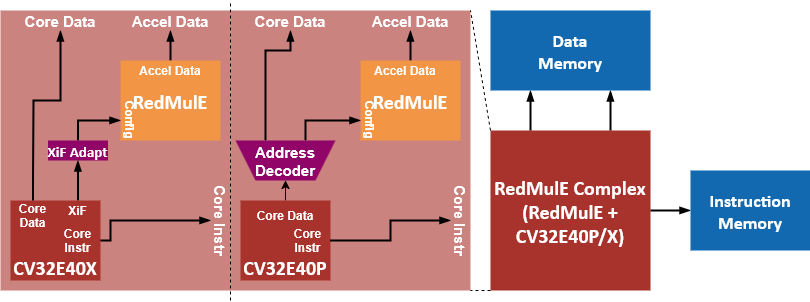 Core Data
Accel Data
Accel Data
RedMulE
Config
XiF Adapt
Core
Data
XiF
Core
Instr
CV32E40X
Core Instr
Core Data
Accel Data
Accel Data
RedMulE
Config
Address
Decoder
Core Data
Core
Instr
CV32E40P
Core Instr
Data
Memory
RedMulE Complex
(RedMulE +
CV32E40P/X)
Instruction
Memory